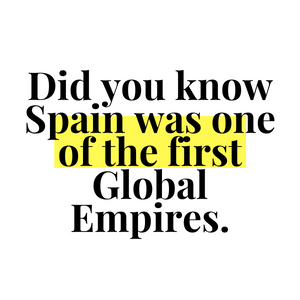 Did you know
Spain was one
of the first
Global
Empires.